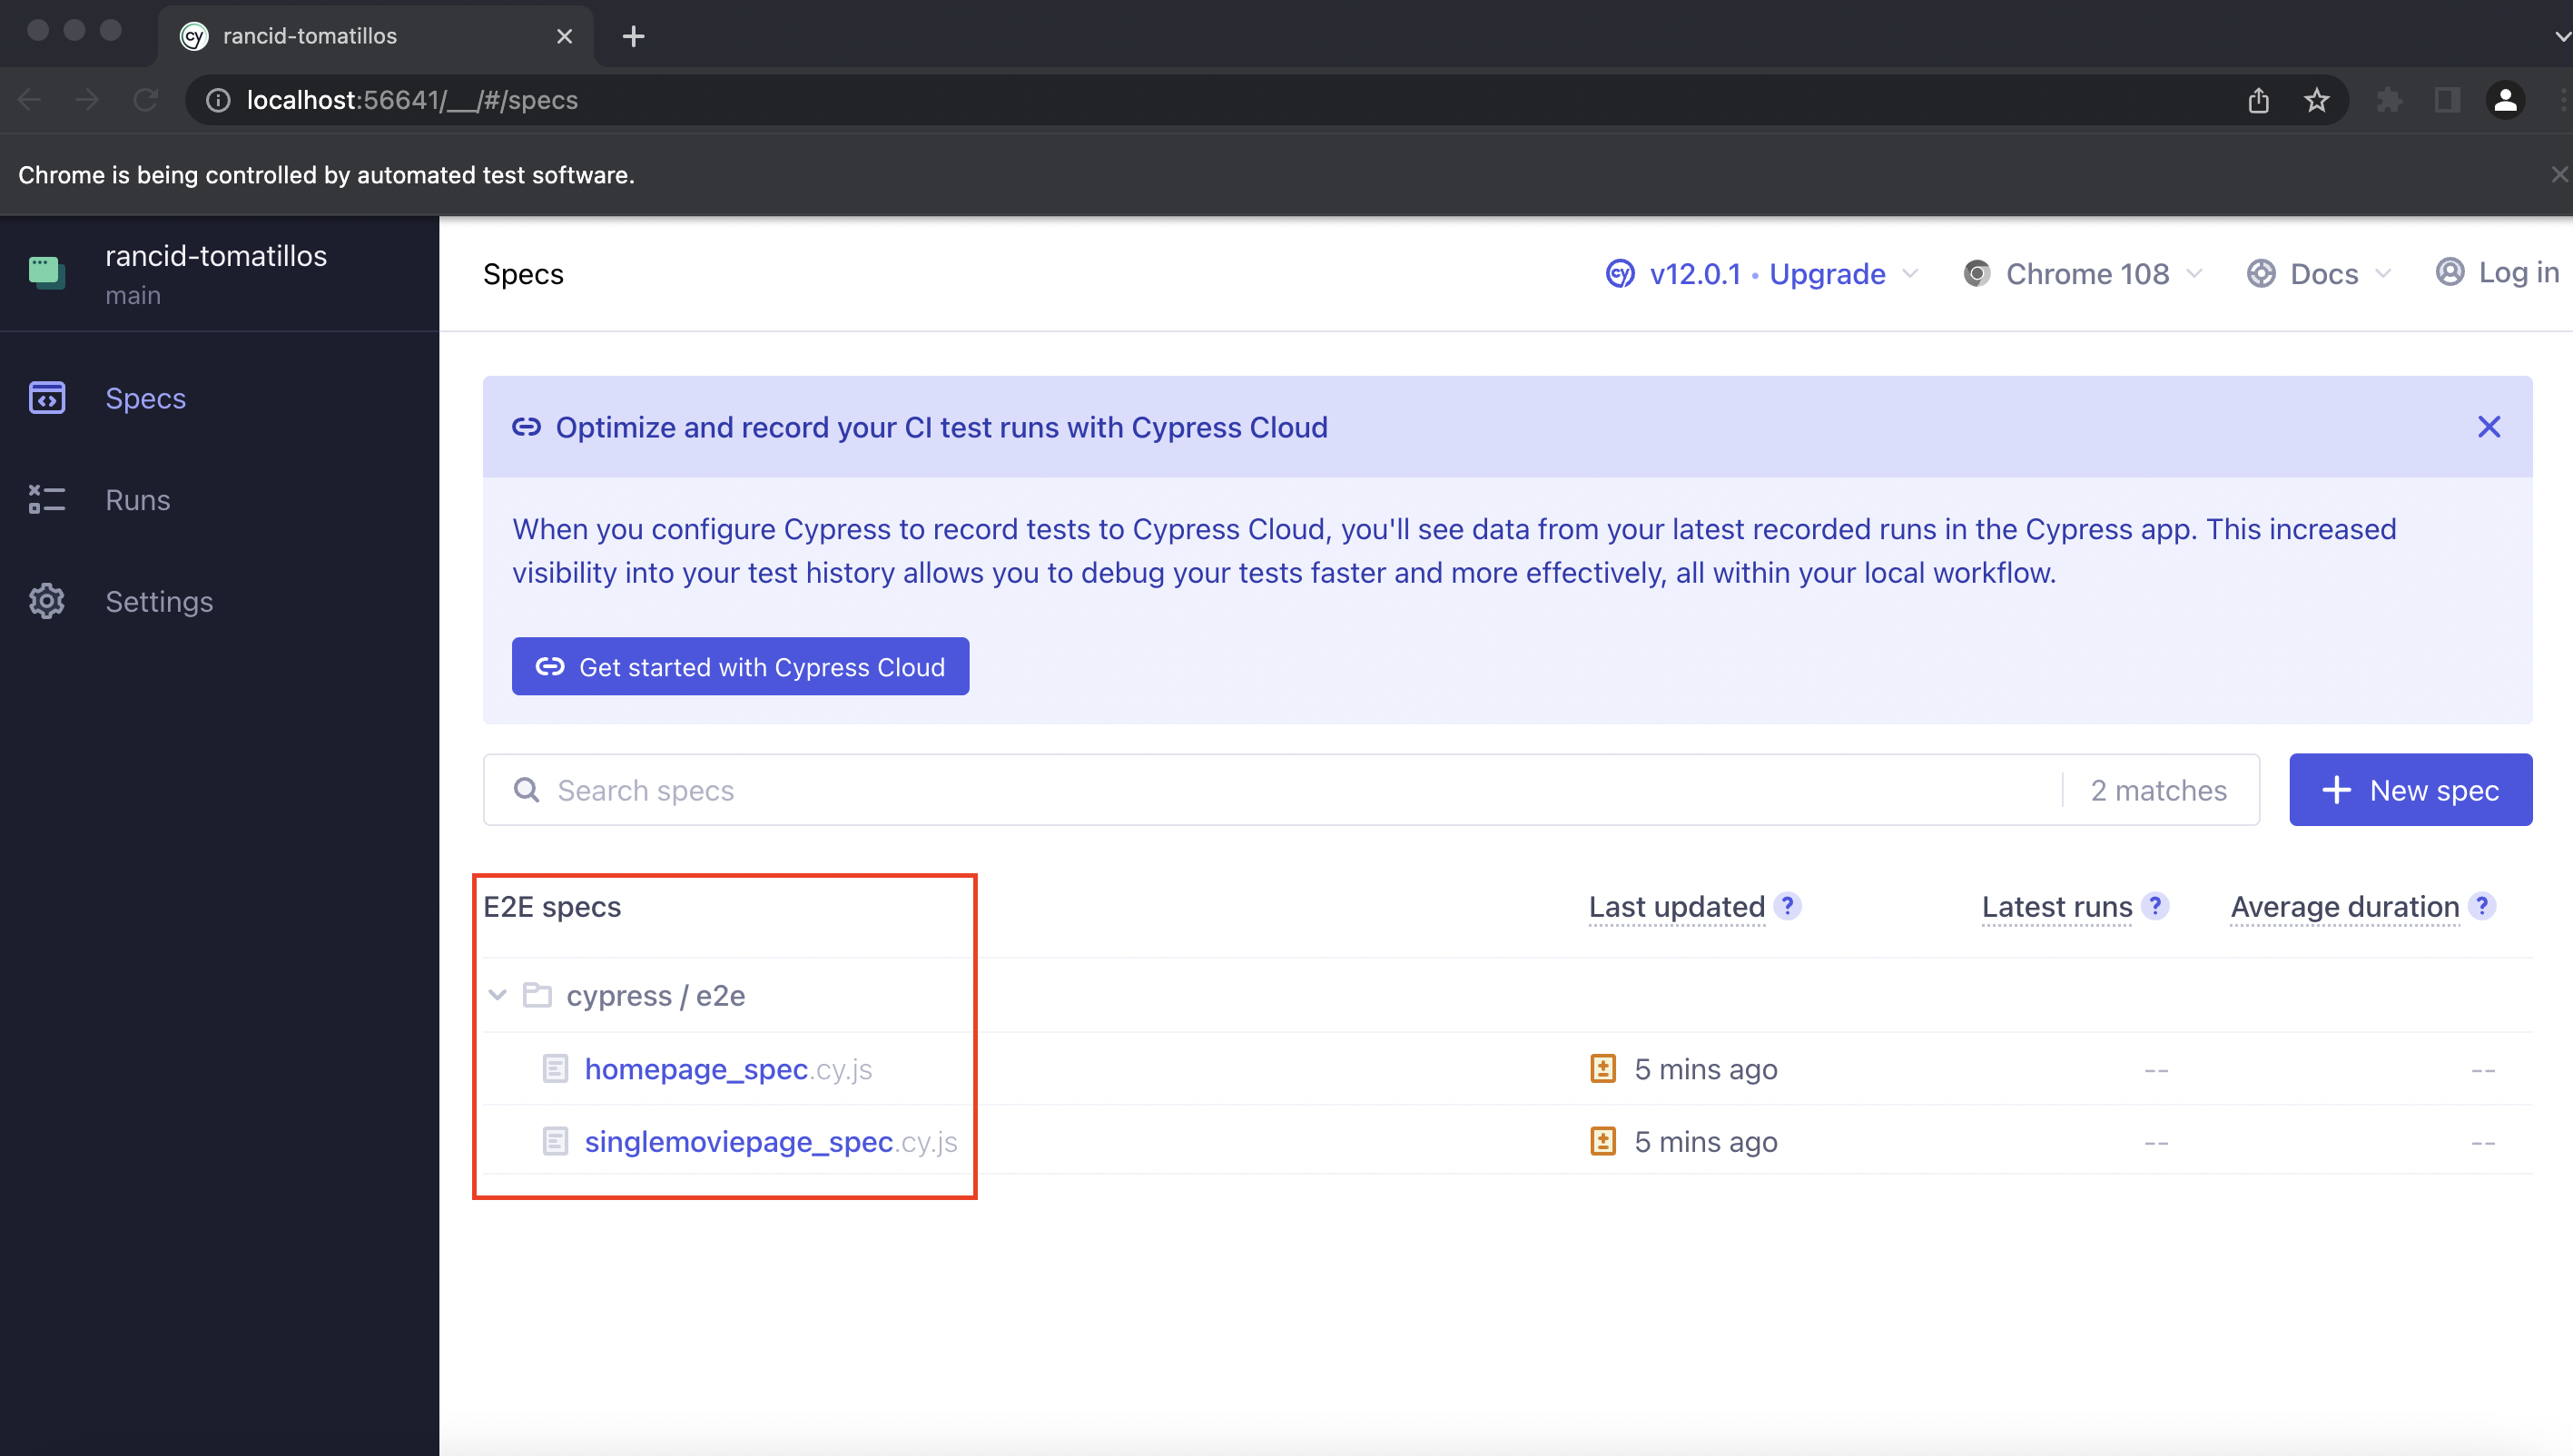 cy rancid-tomatillos
localhost:56641/__/#/specs
Chrome is being controlled by automated test software.
rancid-tomatillos
main
Specs
Runs
Settings
Specs
cy v12.0.1 • Upgrade
Chrome 108
Docs
Log in
Optimize and record your CI test runs with Cypress Cloud
When you configure Cypress to record tests to Cypress Cloud, you'll see data from your latest recorded runs in the Cypress app. This increased
visibility into your test history allows you to debug your tests faster and more effectively, all within your local workflow.
Get started with Cypress Cloud
Search specs
2 matches
New spec
E2E specs
Last updated ?
Latest runs ?
Average duration ?
cypress / e2e
homepage_spec.cy.js
5 mins ago
--
--
singlemoviepage_spec.cy.js
5 mins ago
--
--